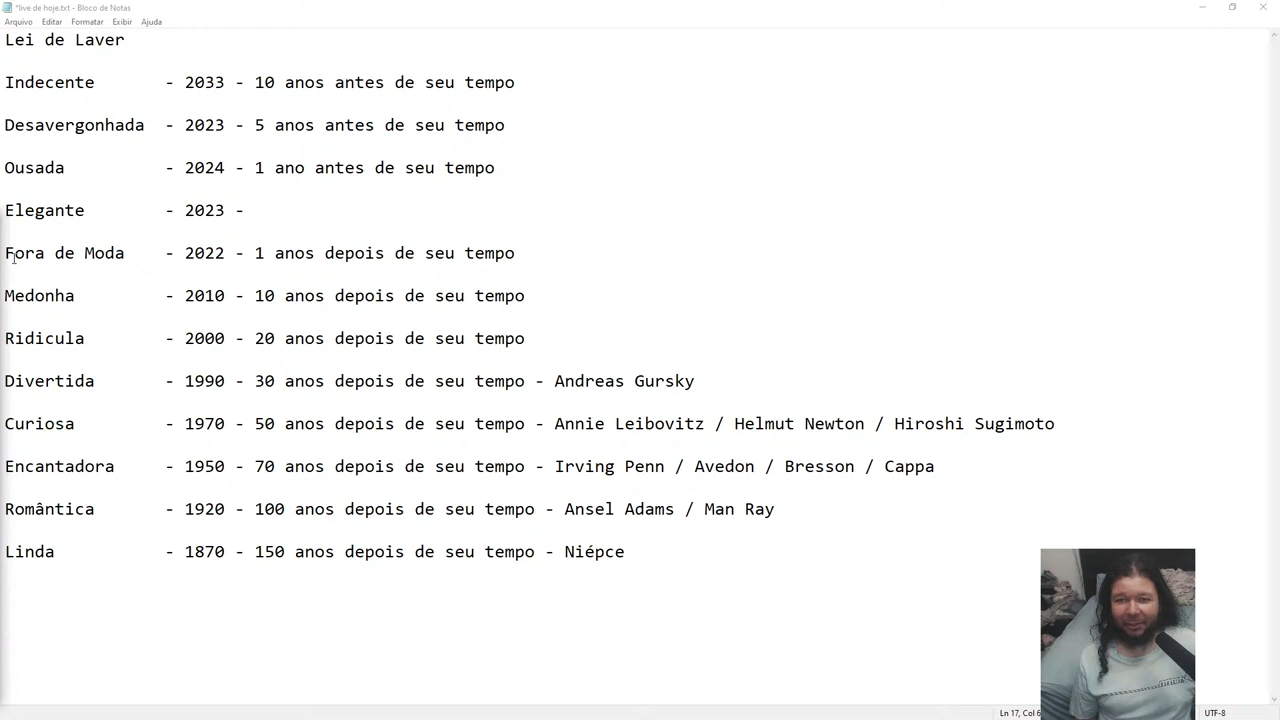 *live de hoje.txt - Bloco de Notas
Arquivo Editar Formatar Exibir Ajuda
Lei de Laver
Indecente - 2033 - 10 anos antes de seu tempo
Desavergonhada - 2023 - 5 anos antes de seu tempo
Ousada - 2024 - 1 ano antes de seu tempo
Elegante - 2023 -
Fora de Moda - 2022 - 1 anos depois de seu tempo
Medonha - 2010 - 10 anos depois de seu tempo
Ridicula - 2000 - 20 anos depois de seu tempo
Divertida - 1990 - 30 anos depois de seu tempo - Andreas Gursky
Curiosa - 1970 - 50 anos depois de seu tempo - Annie Leibovitz / Helmut Newton / Hiroshi Sugimoto
Encantadora - 1950 - 70 anos depois de seu tempo - Irving Penn / Avedon / Bresson / Cappa
Romântica - 1920 - 100 anos depois de seu tempo - Ansel Adams / Man Ray
Linda - 1870 - 150 anos depois de seu tempo - Niépce
Ln 17, Col 6 UTF-8